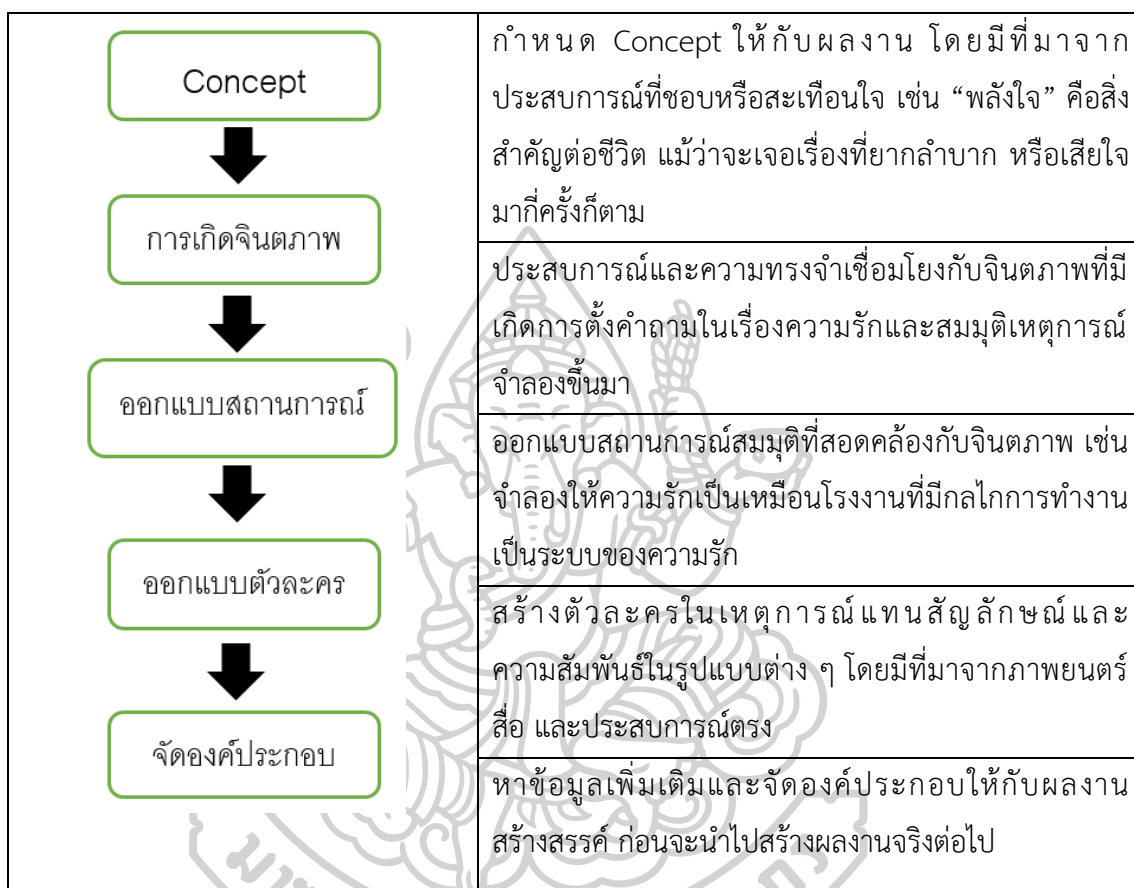 Concept
การเกิดจินตภาพ
ออกแบบสถานการณ์
ออกแบบตัวละคร
จัดองค์ประกอบ
กำหนด Concept ให้กับผลงาน โดยมีที่มาจาก
ประสบการณ์ที่ชอบหรือสะเทือนใจ เช่น “พลังใจ” คือสิ่ง
สำคัญต่อชีวิต แม้ว่าจะเจอเรื่องที่ยากลำบาก หรือเสียใจ
มากี่ครั้งก็ตาม
ประสบการณ์และความทรงจำเชื่อมโยงกับจินตภาพที่มี
เกิดการตั้งคำถามในเรื่องความรักและสมมุติเหตุการณ์
จำลองขึ้นมา
ออกแบบสถานการณ์สมมุติที่สอดคล้องกับจินตภาพ เช่น
จำลองให้ความรักเป็นเหมือนโรงงานที่มีกลไกการทำงาน
เป็นระบบของความรัก
สร้างตัวละครในเหตุการณ์แทนสัญลักษณ์และ
ความสัมพันธ์ในรูปแบบต่าง ๆ โดยมีที่มาจากภาพยนตร์
สื่อ และประสบการณ์ตรง
หาข้อมูลเพิ่มเติมและจัดองค์ประกอบให้กับผลงาน
สร้างสรรค์ ก่อนจะนำไปสร้างผลงานจริงต่อไป